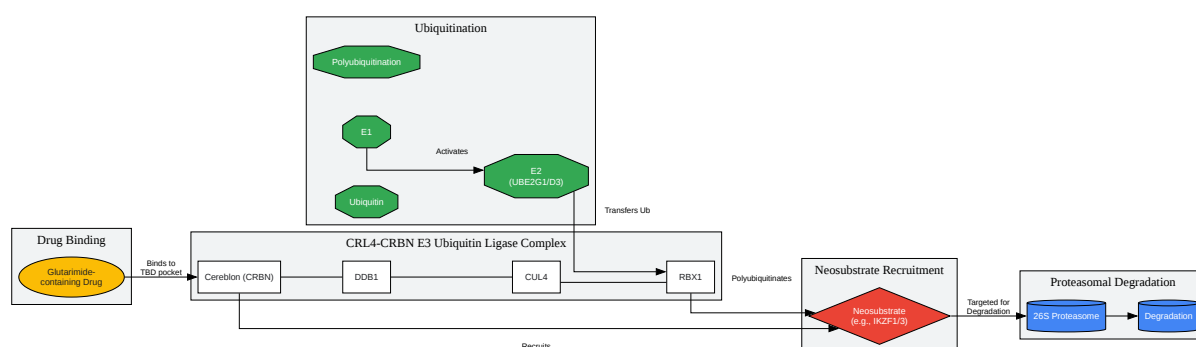 Ubiquitination
Polyubiquitination
E1
Activates
E2
(UBE2G1/D3)
Ubiquitin
Transfers Ub
Drug Binding
Glutarimide-
containing Drug
Binds to
TBD pocket
CRL4-CRBN E3 Ubiquitin Ligase Complex
Cereblon (CRBN)
DDB1
CUL4
RBX1
Polyubiquitinates
Recruits
Neosubstrate Recruitment
Neosubstrate
(e.g., IKZF1/3)
Targeted for
Degradation
Proteasomal Degradation
26S Proteasome
Degradation